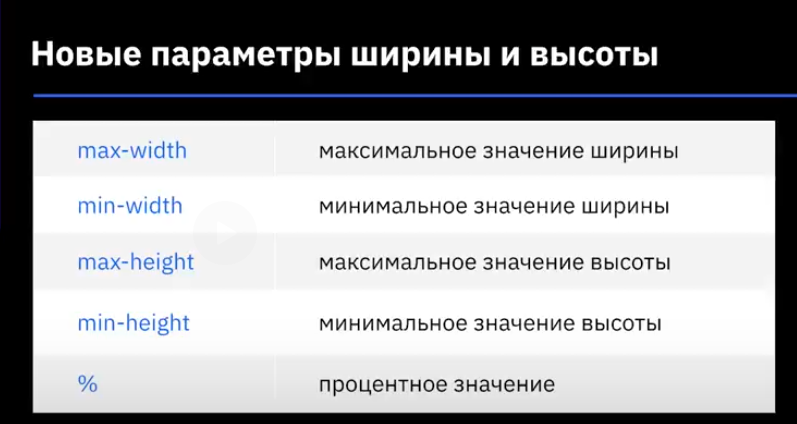 Новые параметры ширины и высоты
max-width максимальное значение ширины
min-width минимальное значение ширины
max-height максимальное значение высоты
min-height минимальное значение высоты
% процентное значение